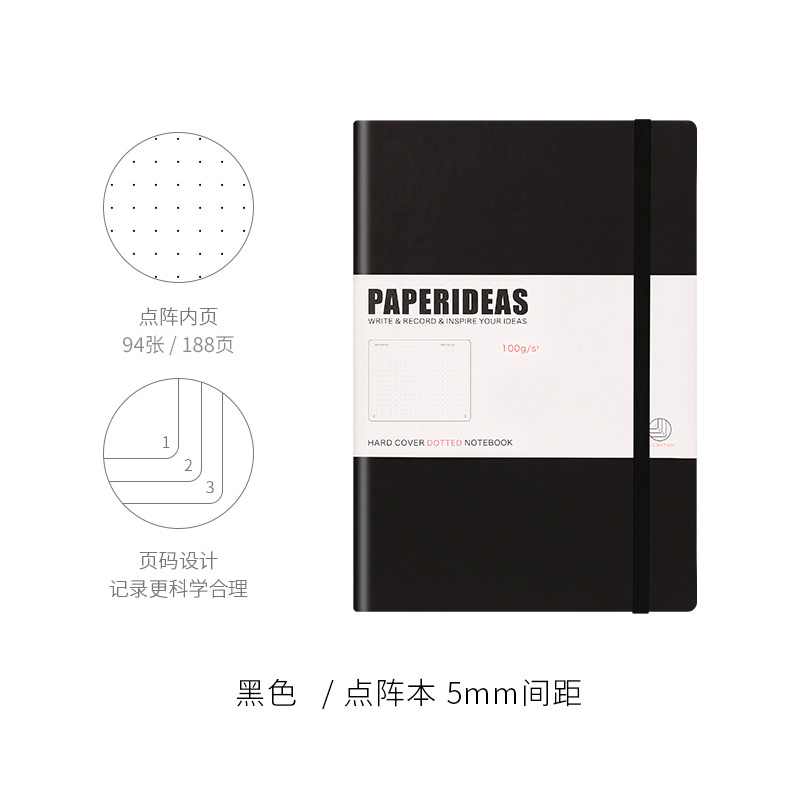 点阵内页
94张 / 188页
1
2
3
页码设计
记录更科学合理
PAPERIDEAS
WRITE & RECORD & INSPIRE YOUR IDEAS
100g/s²
HARD COVER DOTTED NOTEBOOK
黑色 / 点阵本 5mm间距